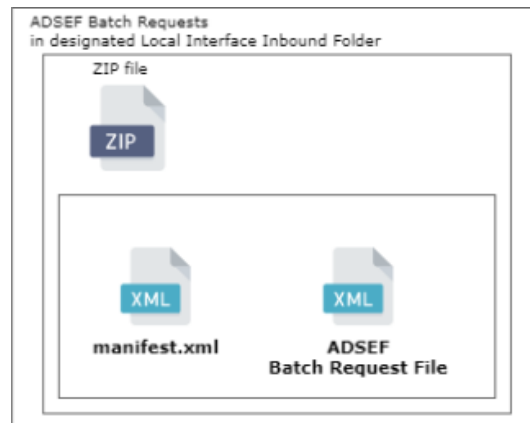 ADSEF Batch Requests
in designated Local Interface Inbound Folder
ZIP file
ZIP
XML
XML
manifest.xml
ADSEF
Batch Request File